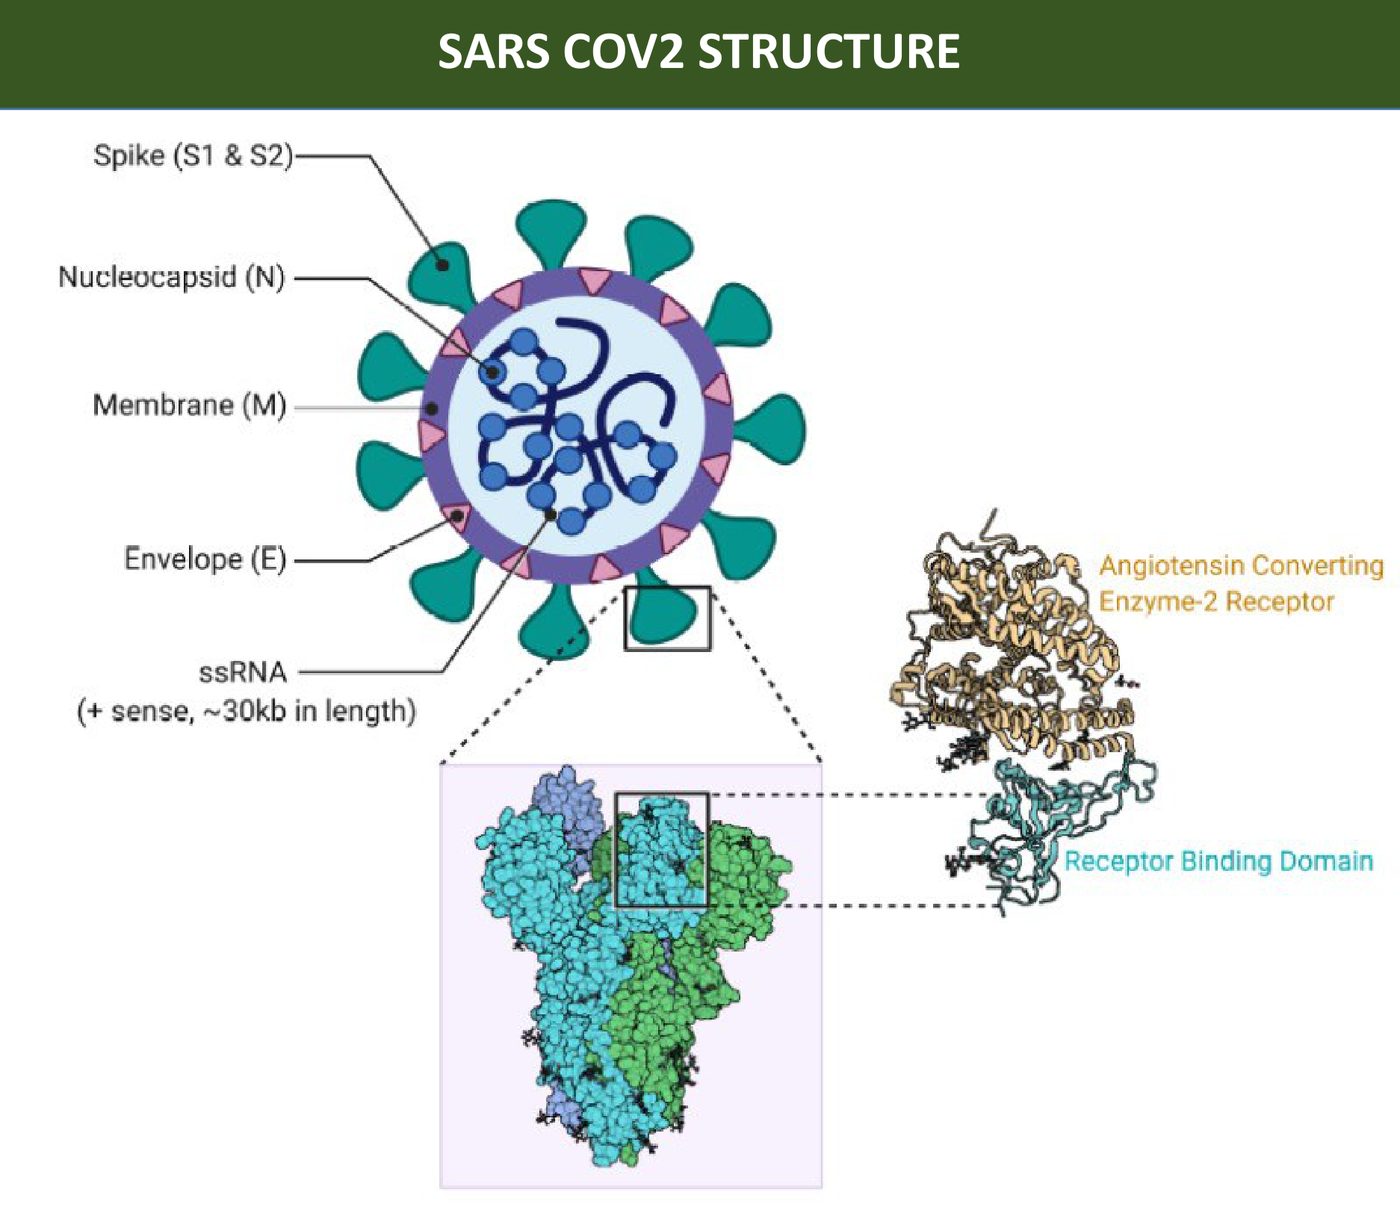 SARS COV2 STRUCTURE
Spike (S1 & S2)
Nucleocapsid (N)
Membrane (M)
Envelope (E)
ssRNA
(+ sense, ~30kb in length)
Angiotensin Converting
Enzyme-2 Receptor
Receptor Binding Domain